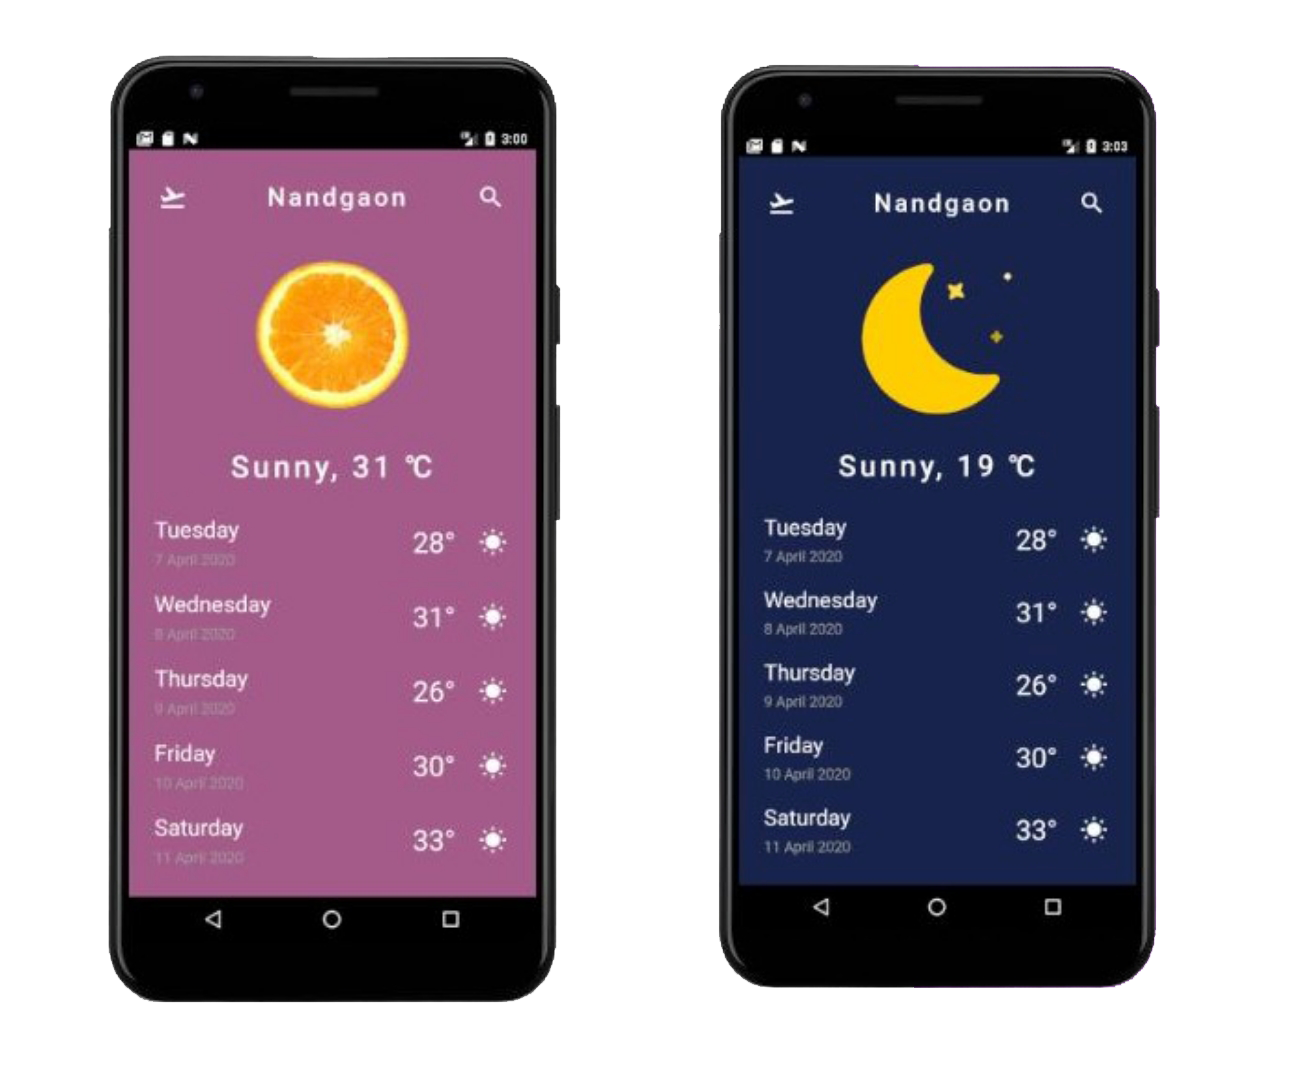 3:00
Nandgaon
Sunny, 31 ℃
Tuesday
28°
7 April 2020
Wednesday
31°
8 April 2020
Thursday
26°
9 April 2020
Friday
30°
10 April 2020
Saturday
33°
11 April 2020
3:03
Nandgaon
Sunny, 19 ℃
Tuesday
28°
7 April 2020
Wednesday
31°
8 April 2020
Thursday
26°
9 April 2020
Friday
30°
10 April 2020
Saturday
33°
11 April 2020